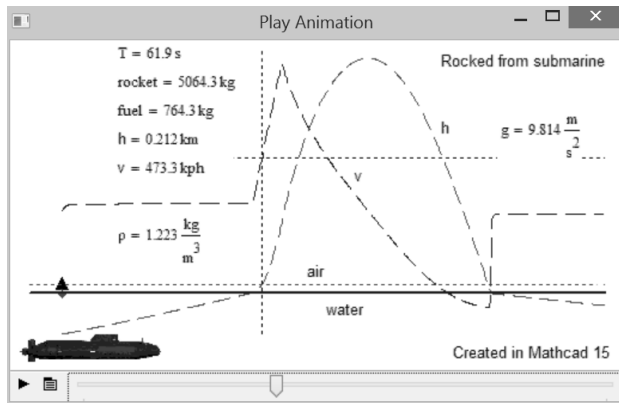 Play Animation
T = 61.9 s
Rocked from submarine
rocket = 5064.3 kg
fuel = 764.3 kg
h = 0.212 km
v = 473.3 kph
h
g = 9.814 m/s²
v
ρ = 1.223 kg/m³
air
water
Created in Mathcad 15